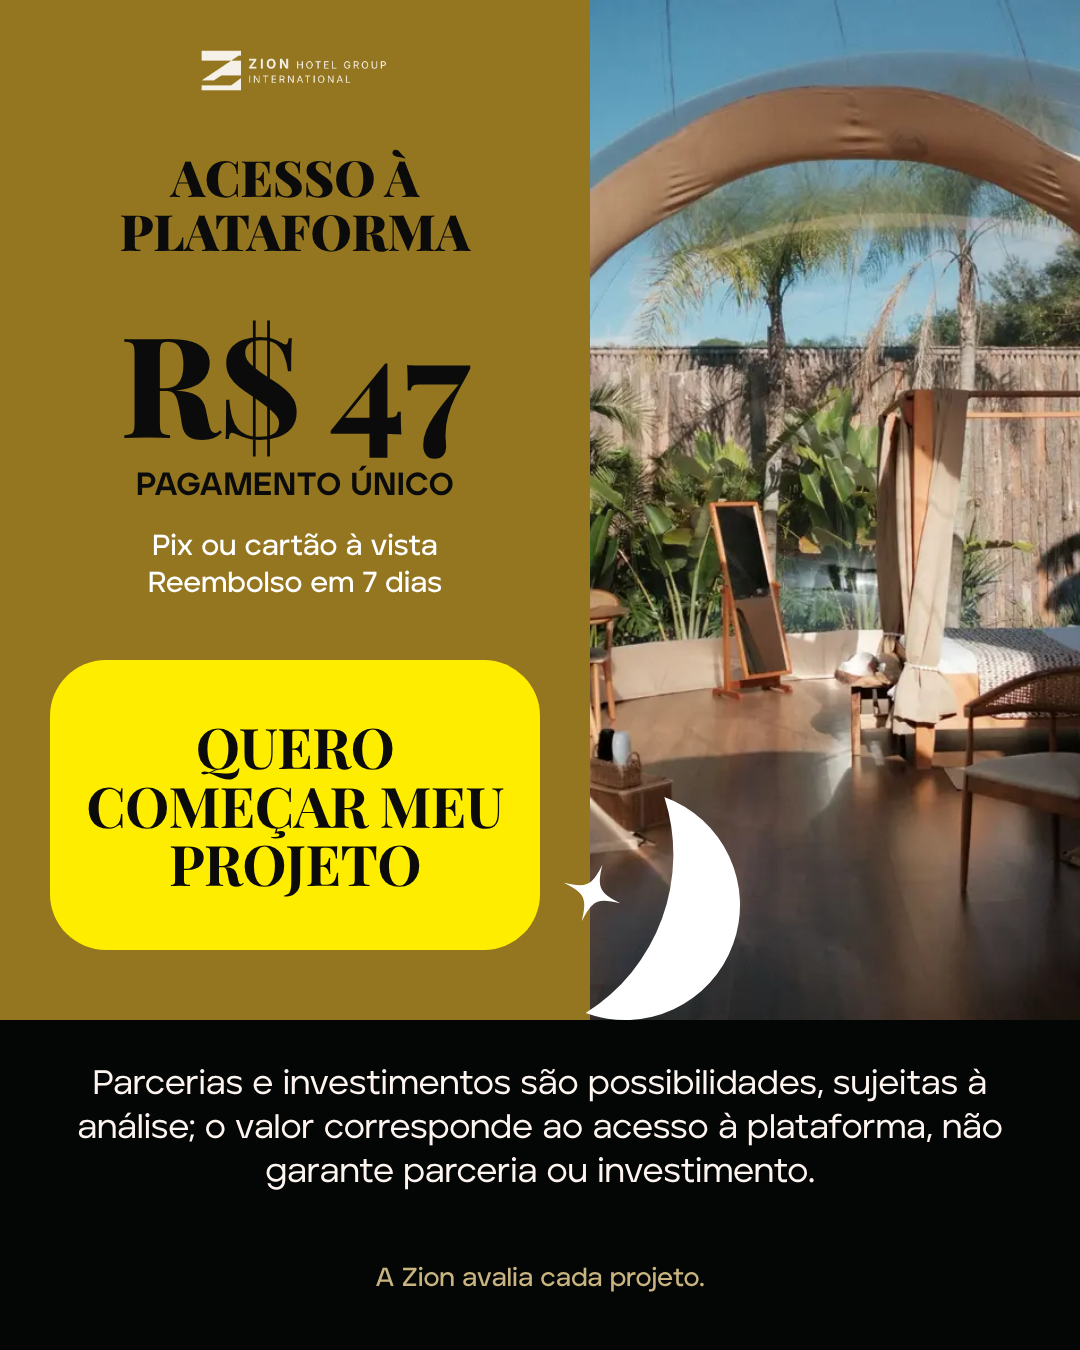 ZION HOTEL GROUP
INTERNATIONAL
ACESSO À
PLATAFORMA
R$ 47
PAGAMENTO ÚNICO
Pix ou cartão à vista
Reembolso em 7 dias
QUERO
COMEÇAR MEU
PROJETO
Parcerias e investimentos são possibilidades, sujeitas à
análise; o valor corresponde ao acesso à plataforma, não
garante parceria ou investimento.
A Zion avalia cada projeto.